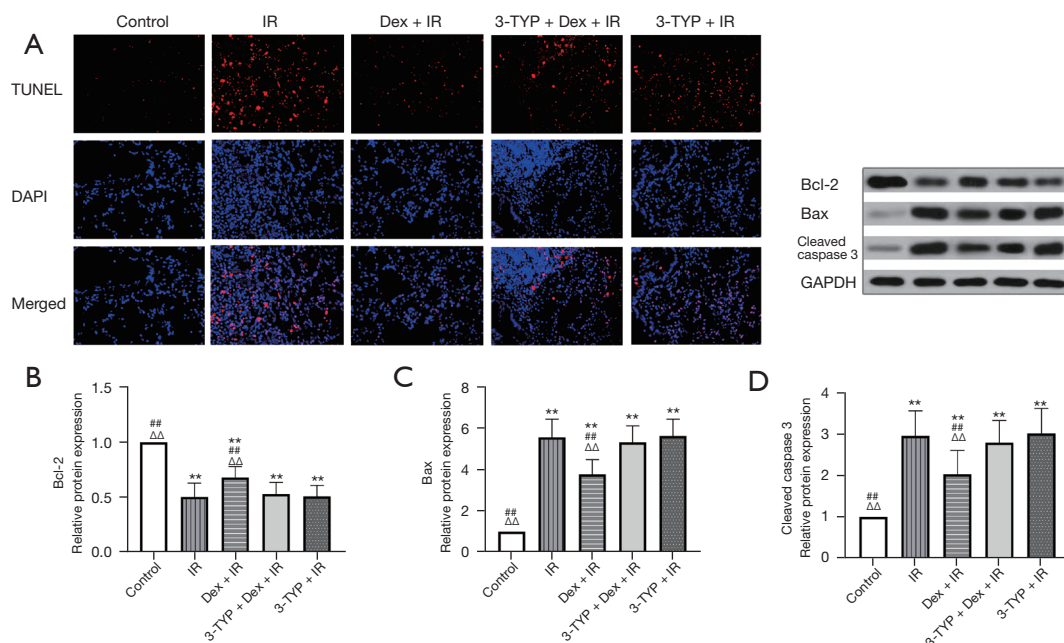 Control IR Dex + IR 3-TYP + Dex + IR 3-TYP + IR
A
TUNEL
DAPI
Merged
Bcl-2
Bax
Cleaved
caspase 3
GAPDH
B
Bcl-2
Relative protein expression
1.5
1.0
0.5
0.0
##
ΔΔ
**
**
##
ΔΔ
**
**
Control
IR
Dex + IR
3-TYP + Dex + IR
3-TYP + IR
C
Bax
Relative protein expression
8
6
4
2
0
##
ΔΔ
**
**
##
ΔΔ
**
**
Control
IR
Dex + IR
3-TYP + Dex + IR
3-TYP + IR
D
Cleaved caspase 3
Relative protein expression
4
3
2
1
0
##
ΔΔ
**
**
##
ΔΔ
**
**
Control
IR
Dex + IR
3-TYP + Dex + IR
3-TYP + IR